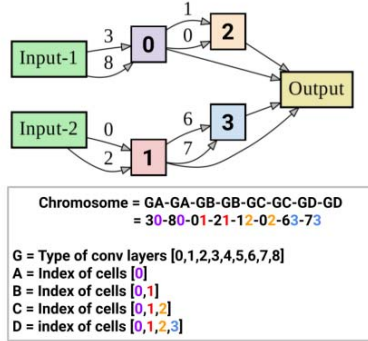 1
3
0
2
0
8
Input-1
Output
Input-2
0
6
3
2
1
7
Chromosome = GA-GA-GB-GB-GC-GC-GD-GD
= 30-80-01-21-12-02-63-73
G = Type of conv layers [0,1,2,3,4,5,6,7,8]
A = Index of cells [0]
B = Index of cells [0,1]
C = Index of cells [0,1,2]
D = index of cells [0,1,2,3]